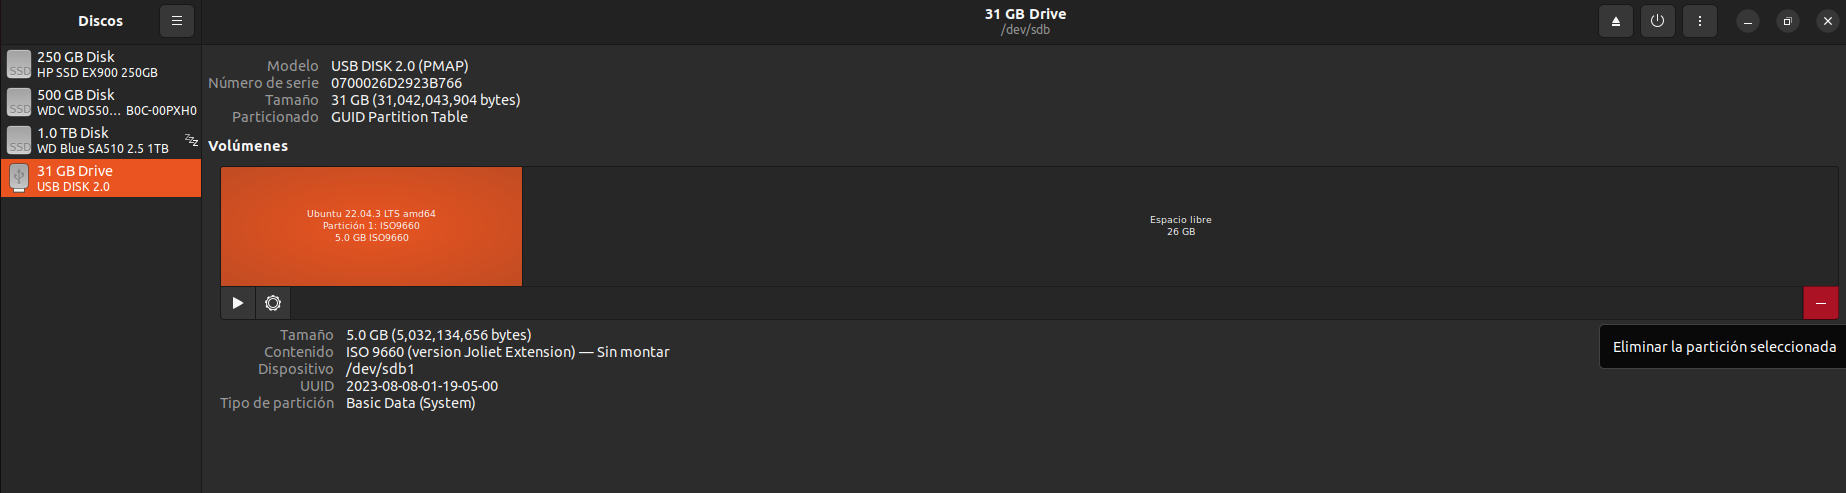 Discos
31 GB Drive
/dev/sdb
250 GB Disk
HP SSD EX900 250GB
500 GB Disk
WDC WDS50… B0C-00PXH0
1.0 TB Disk
WD Blue SA510 2.5 1TB
31 GB Drive
USB DISK 2.0
SSD
SSD
SSD
Modelo USB DISK 2.0 (PMAP)
Número de serie 0700026D2923B766
Tamaño 31 GB (31,042,043,904 bytes)
Particionado GUID Partition Table
Volúmenes
Ubuntu 22.04.3 LTS amd64
Partición 1: ISO9660
5.0 GB ISO9660
Espacio libre
26 GB
Tamaño 5.0 GB (5,032,134,656 bytes)
Contenido ISO 9660 (version Joliet Extension) — Sin montar
Dispositivo /dev/sdb1
UUID 2023-08-08-01-19-05-00
Tipo de partición Basic Data (System)
Eliminar la partición seleccionada